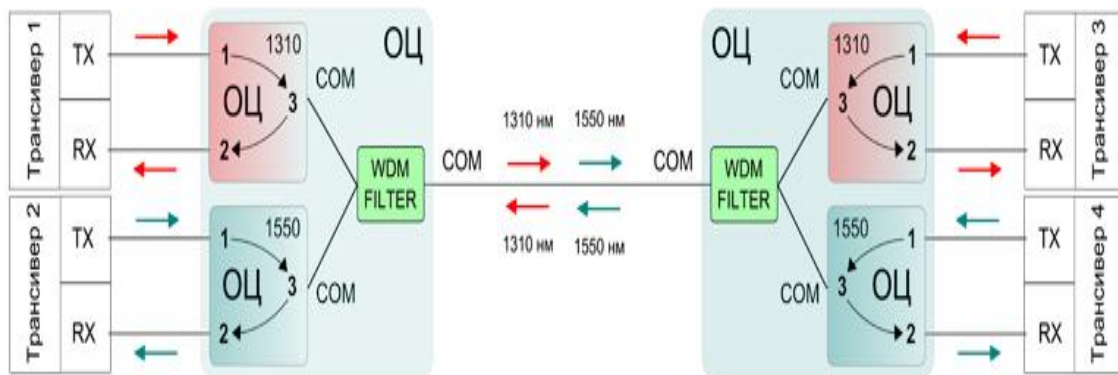 Трансивер 1
TX
RX
1
1310
ОЦ
3
2
COM
ОЦ
Трансивер 2
TX
RX
1
1550
ОЦ
3
2
COM
WDM
FILTER
COM
1310 нм
1550 нм
1310 нм
1550 нм
COM
WDM
FILTER
ОЦ
COM
1310
1
3
ОЦ
2
COM
1550
1
3
ОЦ
2
TX
RX
Трансивер 3
TX
RX
Трансивер 4